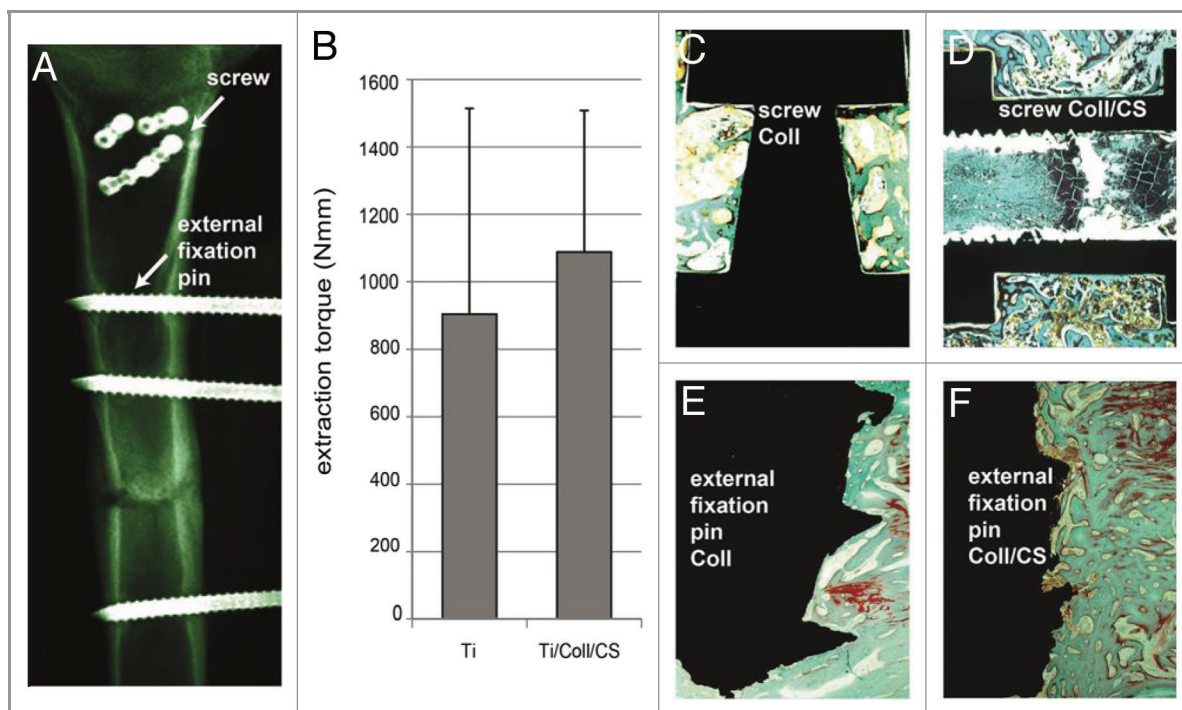 A
screw
external
fixation
pin
B
extraction torque (Nmm)
1600
1400
1200
1000
800
600
400
200
0
Ti
Ti/Coll/CS
C
screw
Coll
D
screw Coll/CS
E
external
fixation
pin
Coll
F
external
fixation
pin
Coll/CS